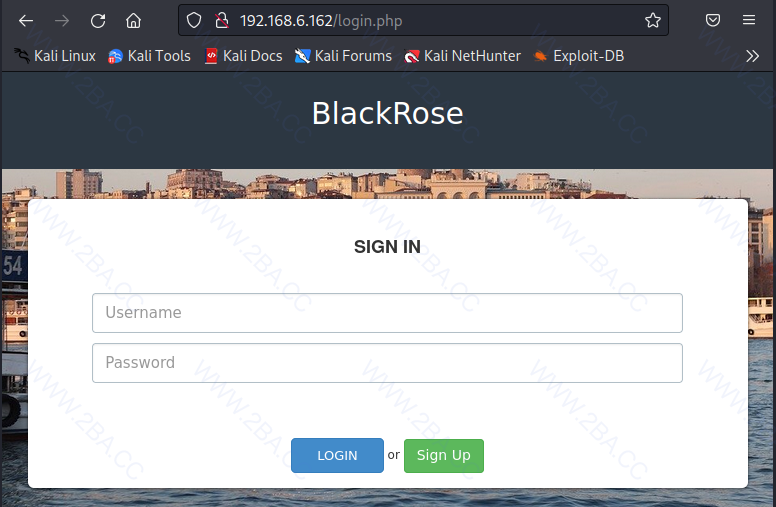 192.168.6.162/login.php
Kali Linux Kali Tools Kali Docs Kali Forums Kali NetHunter Exploit-DB
BlackRose
SIGN IN
54
Username
Password
LOGIN or Sign Up
WWW.2BA.CC